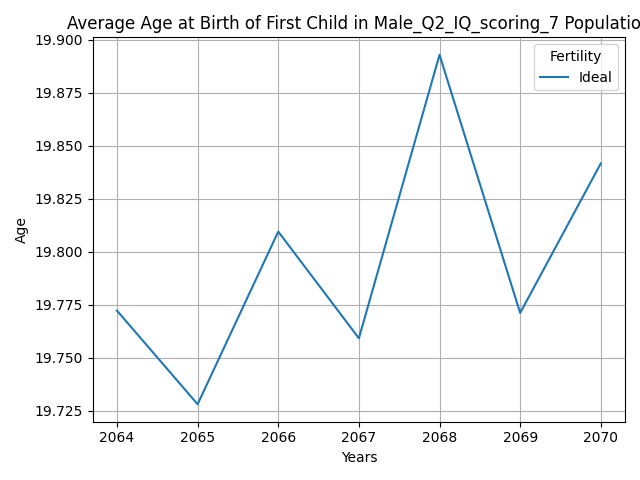 Average Age at Birth of First Child in Male_Q2_IQ_scoring_7 Populatio
19.900
19.875
19.850
19.825
19.800
19.775
19.750
19.725
Age
Fertility
Ideal
2064 2065 2066 2067 2068 2069 2070
Years